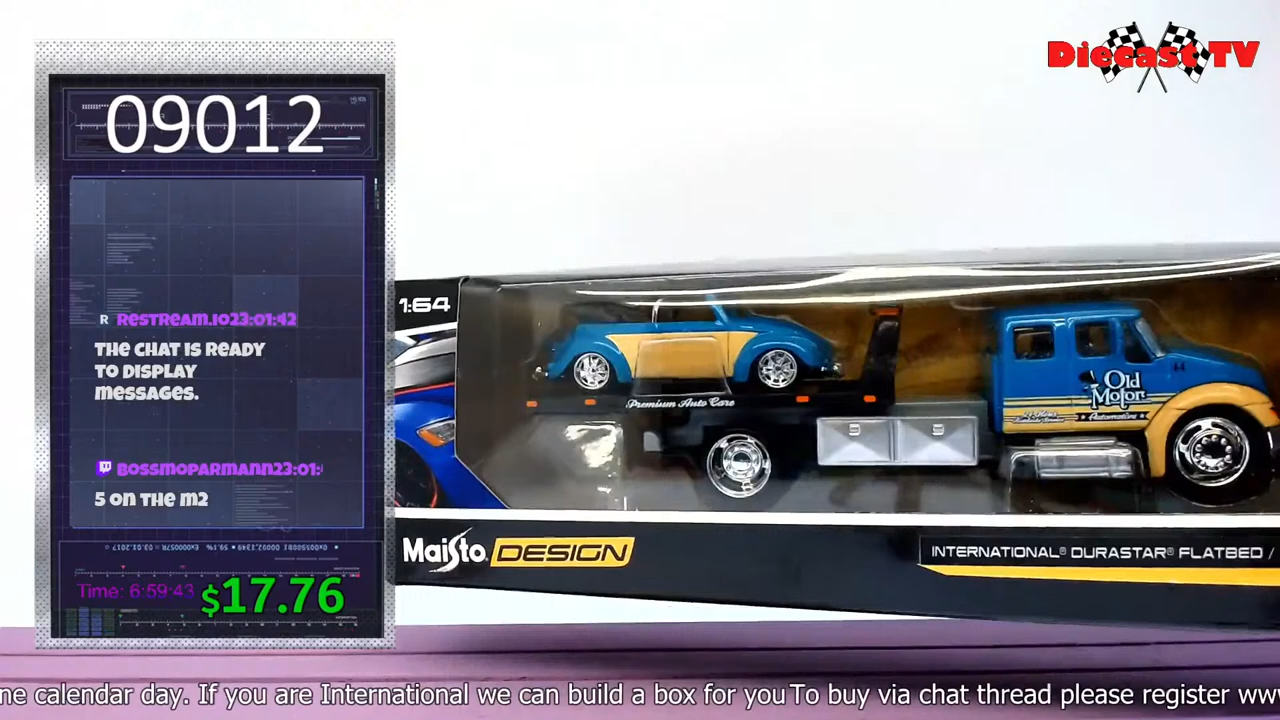 Diecast TV
09012
R Restream.io23:01:42
The chat is ready
to display
messages.
BossMoparMann23:01:
5 on the m2
Time: 6:59:43
$17.76
1:64
Premium Auto Care
Old
Motor
Automotive
Maisto DESIGN
INTERNATIONAL® DURASTAR® FLATBED /
ne calendar day. If you are International we can build a box for you To buy via chat thread please register www